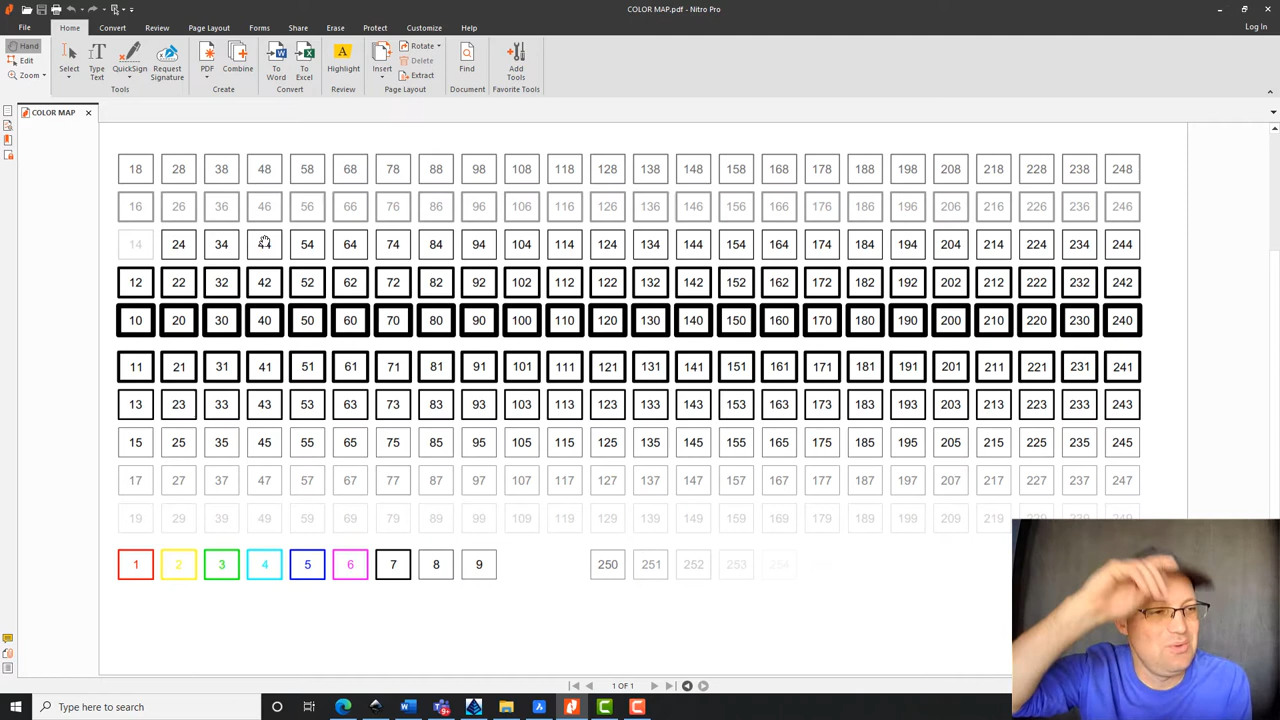 COLOR MAP.pdf - Nitro Pro
File Home Convert Review Page Layout Forms Share Erase Protect Customize Help Log In
Hand
Edit
Zoom
Select
Type Text
QuickSign
Request Signature
Tools
PDF
Combine
Create
To Word
To Excel
Convert
Highlight
Review
Insert
Rotate
Delete
Extract
Page Layout
Find
Document
Add Tools
Favorite Tools
COLOR MAP
18 28 38 48 58 68 78 88 98 108 118 128 138 148 158 168 178 188 198 208 218 228 238 248
16 26 36 46 56 66 76 86 96 106 116 126 136 146 156 166 176 186 196 206 216 226 236 246
14 24 34 54 64 74 84 94 104 114 124 134 144 154 164 174 184 194 204 214 224 234 244
12 22 32 42 52 62 72 82 92 102 112 122 132 142 152 162 172 182 192 202 212 222 232 242
10 20 30 40 50 60 70 80 90 100 110 120 130 140 150 160 170 180 190 200 210 220 230 240
11 21 31 41 51 61 71 81 91 101 111 121 131 141 151 161 171 181 191 201 211 221 231 241
13 23 33 43 53 63 73 83 93 103 113 123 133 143 153 163 173 183 193 203 213 223 233 243
15 25 35 45 55 65 75 85 95 105 115 125 135 145 155 165 175 185 195 205 215 225 235 245
17 27 37 47 57 67 77 87 97 107 117 127 137 147 157 167 177 187 197 207 217 227 237 247
19 29 39 49 59 69 79 89 99 109 119 129 139 149 159 169 179 189 199 209 219 229 239 249
1 2 3 4 5 6 7 8 9 250 251 252 253 254
1 OF 1
Type here to search